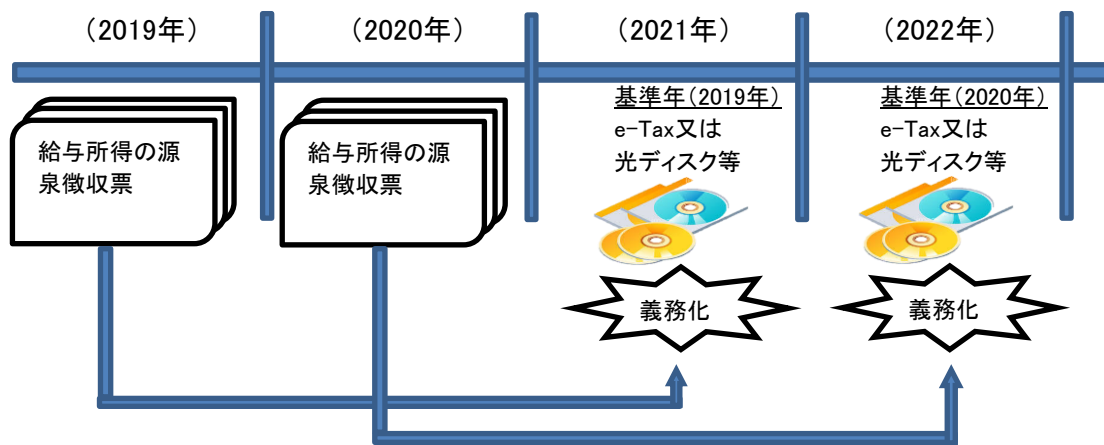 (2019年)
(2020年)
(2021年)
(2022年)
給与所得の源
泉徴収票
給与所得の源
泉徴収票
基準年(2019年)
e-Tax又は
光ディスク等
義務化
基準年(2020年)
e-Tax又は
光ディスク等
義務化